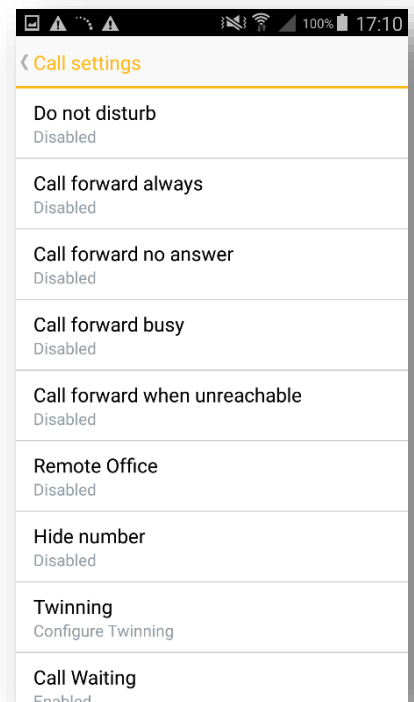 100% 17:10
Call settings
Do not disturb
Disabled
Call forward always
Disabled
Call forward no answer
Disabled
Call forward busy
Disabled
Call forward when unreachable
Disabled
Remote Office
Disabled
Hide number
Disabled
Twinning
Configure Twinning
Call Waiting
Enabled